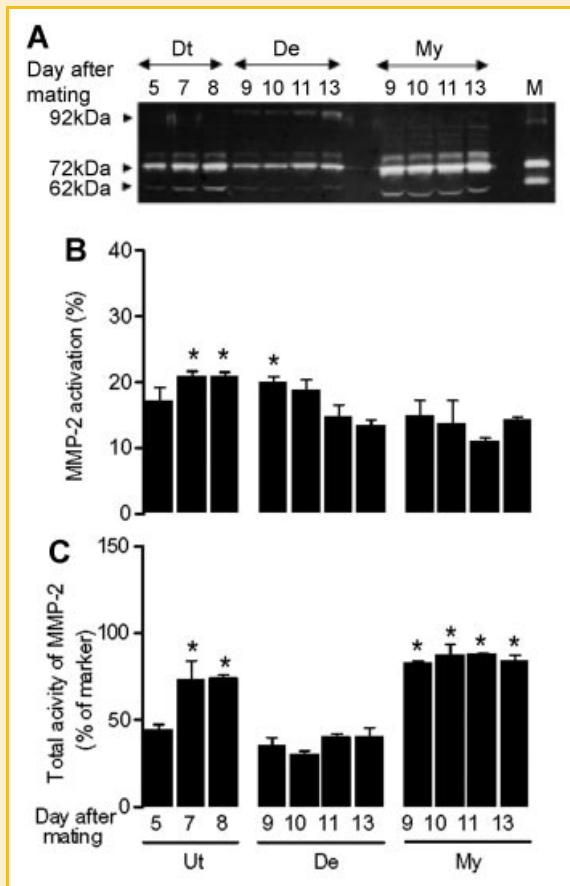 A
Dt De My
Day after
mating
5 7 8 9 10 11 13 9 10 11 13 M
92kDa
72kDa
62kDa
B
MMP-2 activation (%)
40
30
20
10
0
* * *
C
Total acivity of MMP-2
(% of marker)
150
100
50
0
* * * * * *
Day after
mating
5 7 8 9 10 11 13 9 10 11 13
Ut De My